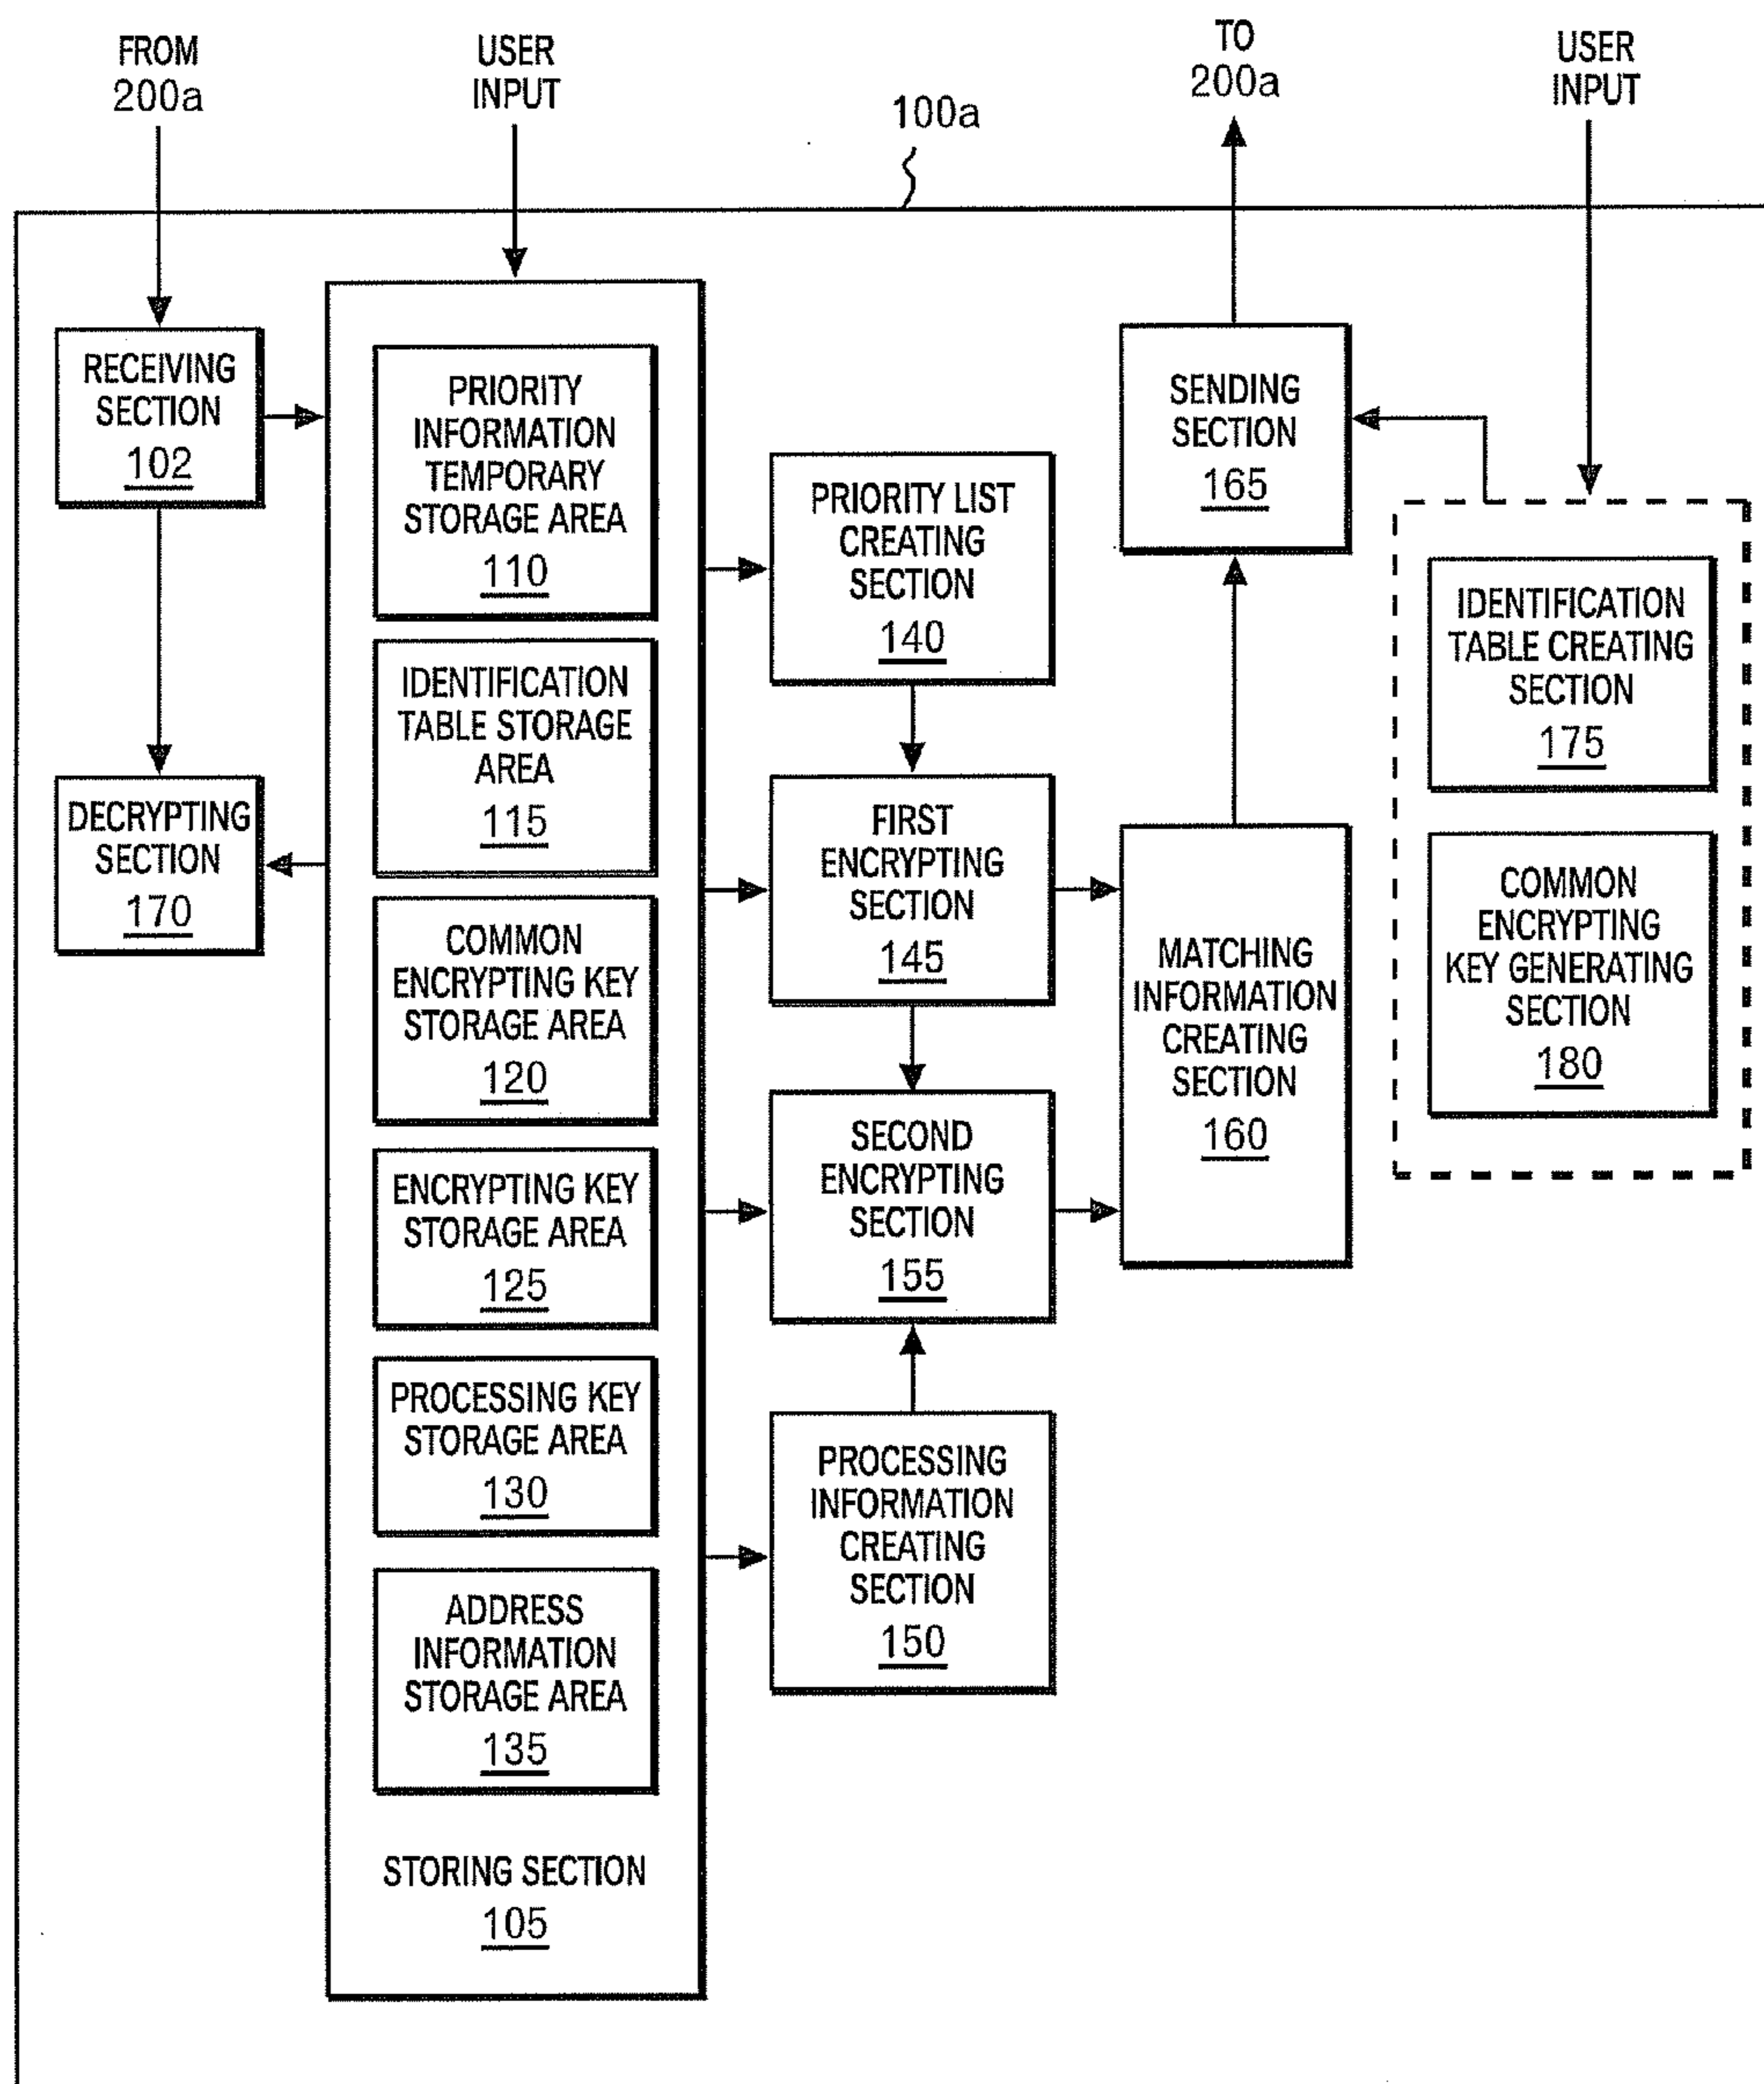 FROM
200a
USER
INPUT
TO
200a
USER
INPUT
100a
RECEIVING
SECTION
102
DECRYPTING
SECTION
170
PRIORITY
INFORMATION
TEMPORARY
STORAGE AREA
110
IDENTIFICATION
TABLE STORAGE
AREA
115
COMMON
ENCRYPTING KEY
STORAGE AREA
120
ENCRYPTING KEY
STORAGE AREA
125
PROCESSING KEY
STORAGE AREA
130
ADDRESS
INFORMATION
STORAGE AREA
135
STORING SECTION
105
PRIORITY LIST
CREATING
SECTION
140
FIRST
ENCRYPTING
SECTION
145
SECOND
ENCRYPTING
SECTION
155
PROCESSING
INFORMATION
CREATING
SECTION
150
SENDING
SECTION
165
MATCHING
INFORMATION
CREATING
SECTION
160
IDENTIFICATION
TABLE CREATING
SECTION
175
COMMON
ENCRYPTING
KEY GENERATING
SECTION
180